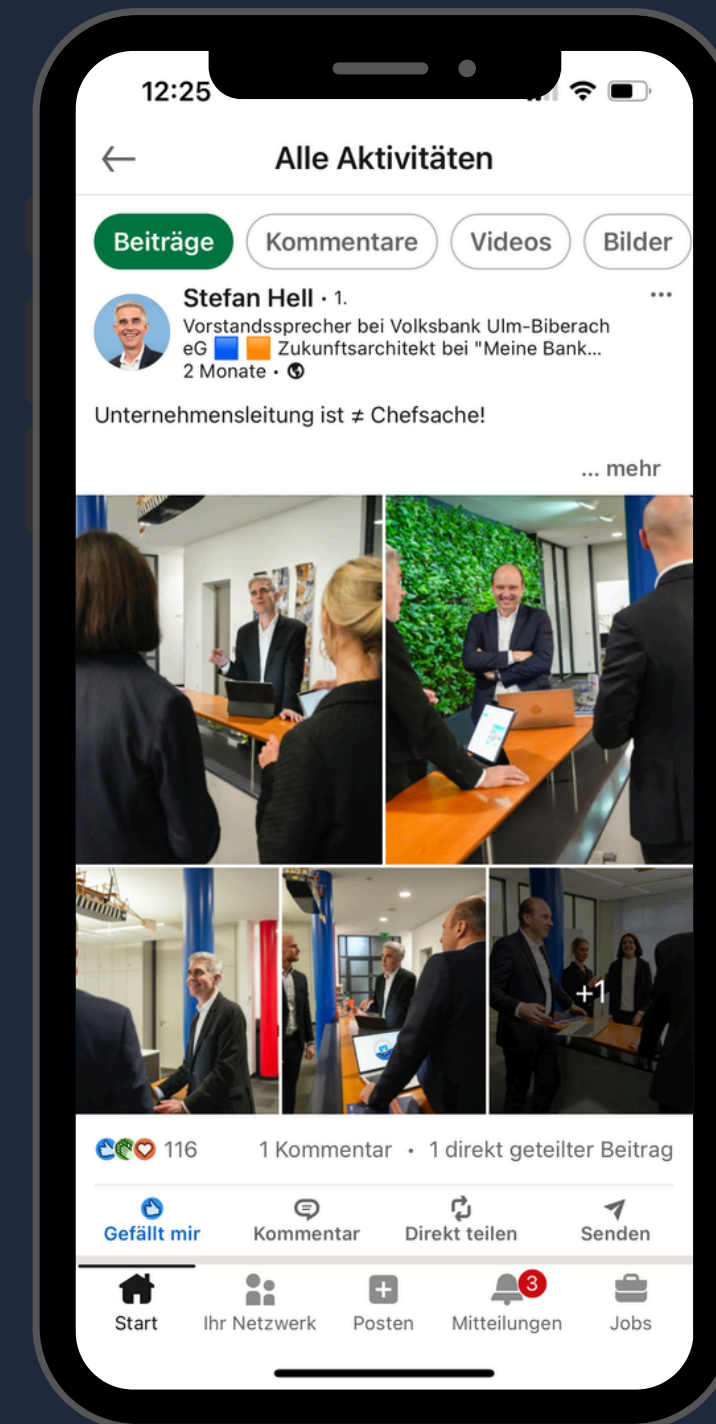 12:25
Alle Aktivitäten
Beiträge Kommentare Videos Bilder
Stefan Hell • 1.
Vorstandssprecher bei Volksbank Ulm-Biberach
eG 🟦 🟧 Zukunftsarchitekt bei "Meine Bank...
2 Monate •
Unternehmensleitung ist ≠ Chefsache!
... mehr
+1
116 1 Kommentar • 1 direkt geteilter Beitrag
Gefällt mir Kommentar Direkt teilen Senden
3
Start Ihr Netzwerk Posten Mitteilungen Jobs